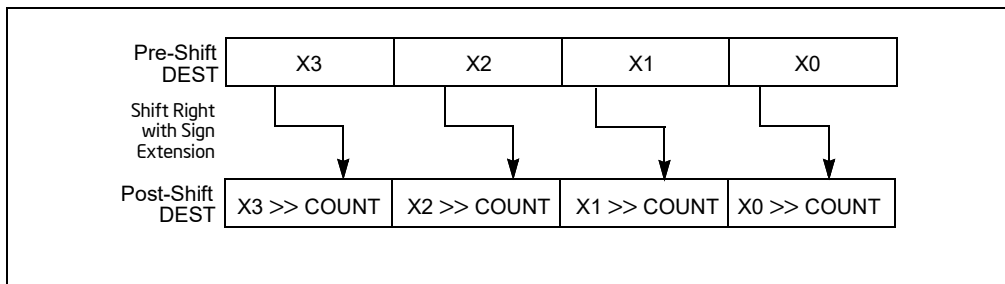 Pre-Shift
DEST
X3 X2 X1 X0
Shift Right
with Sign
Extension
Post-Shift
DEST
X3 >> COUNT X2 >> COUNT X1 >> COUNT X0 >> COUNT